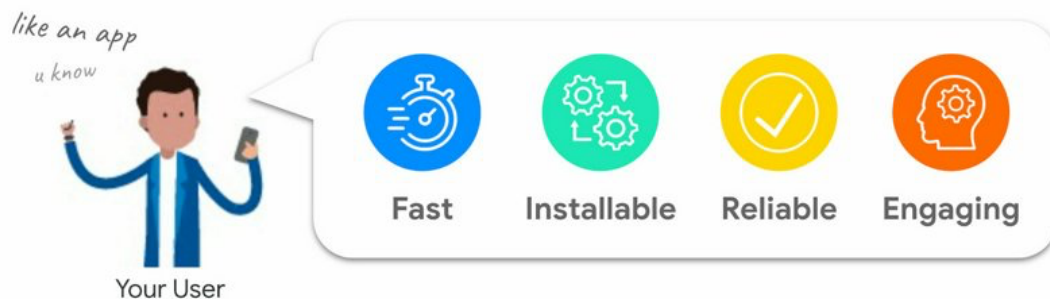 like an app
u know
Fast
Installable
Reliable
Engaging
Your User